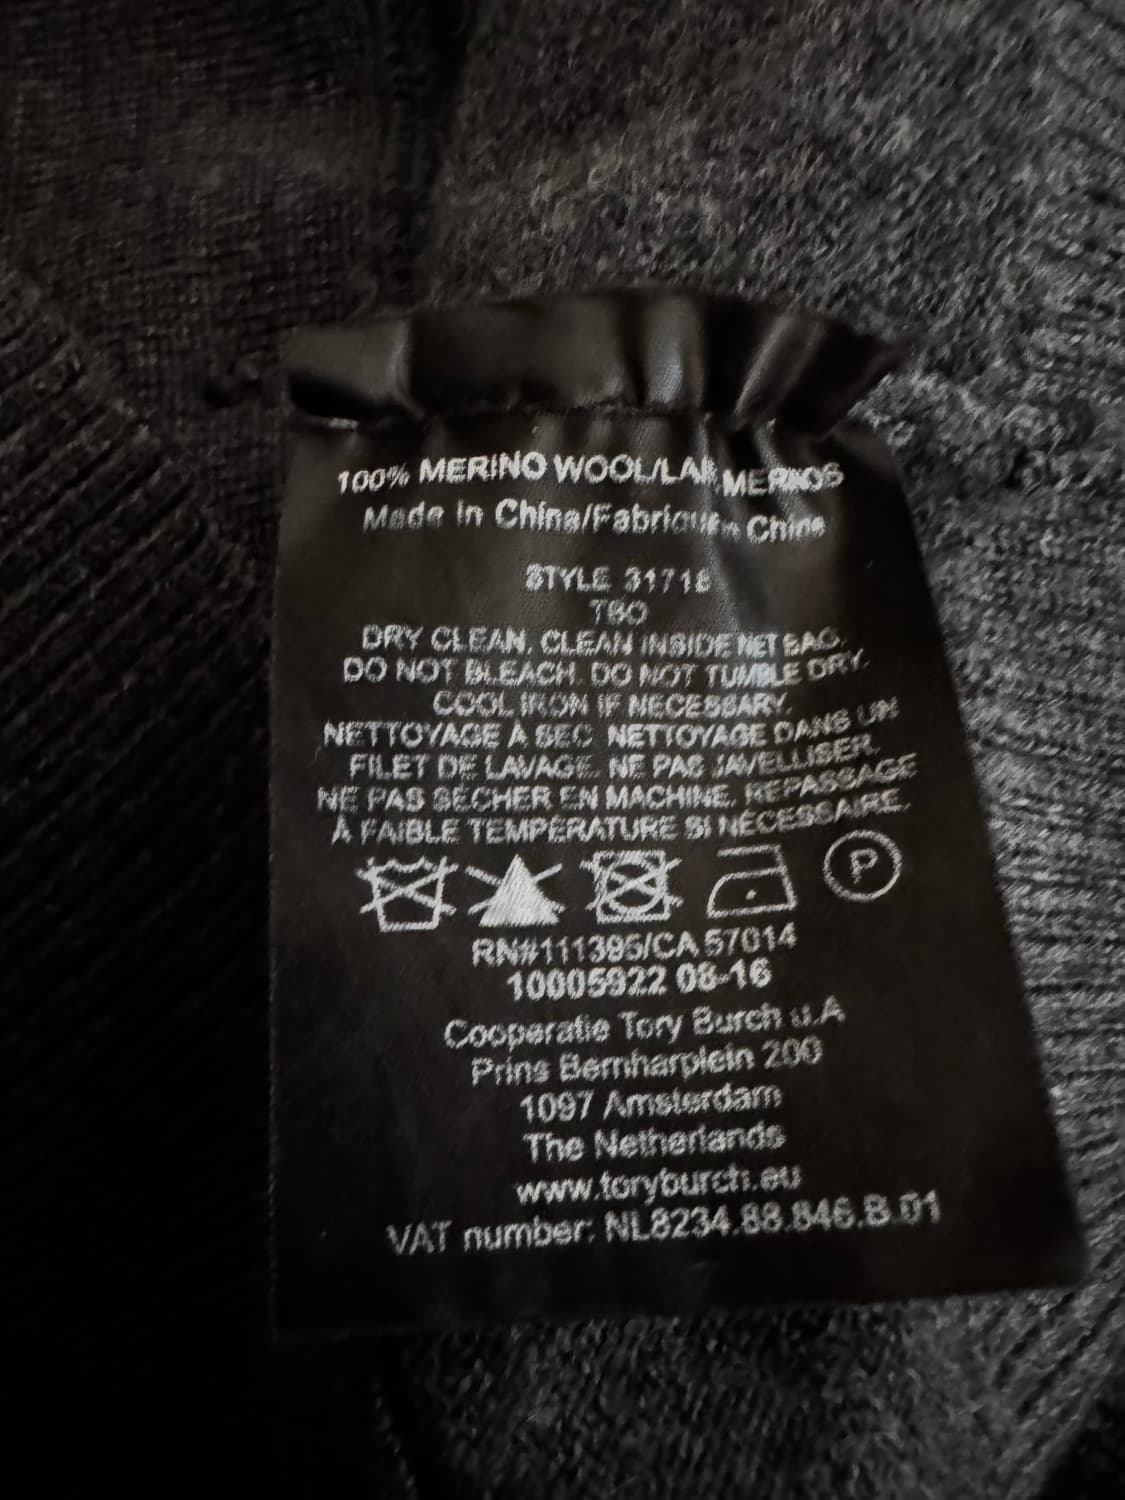 100% MERINO WOOL/LAINE MERINOS
Made In China/Fabriqué en Chine
STYLE 31716
TBO
DRY CLEAN. CLEAN INSIDE NET BAG.
DO NOT BLEACH. DO NOT TUMBLE DRY.
COOL IRON IF NECESSARY.
NETTOYAGE À SEC. NETTOYAGE DANS UN
FILET DE LAVAGE. NE PAS JAVELLISER.
NE PAS SÉCHER EN MACHINE. REPASSAGE
À FAIBLE TEMPÉRATURE SI NÉCESSAIRE.
P
RN#111395/CA 57014
10005922 08-16
Cooperatie Tory Burch u.A
Prins Bernharplein 200
1097 Amsterdam
The Netherlands
www.toryburch.eu
VAT number: NL8234.88.846.B.01